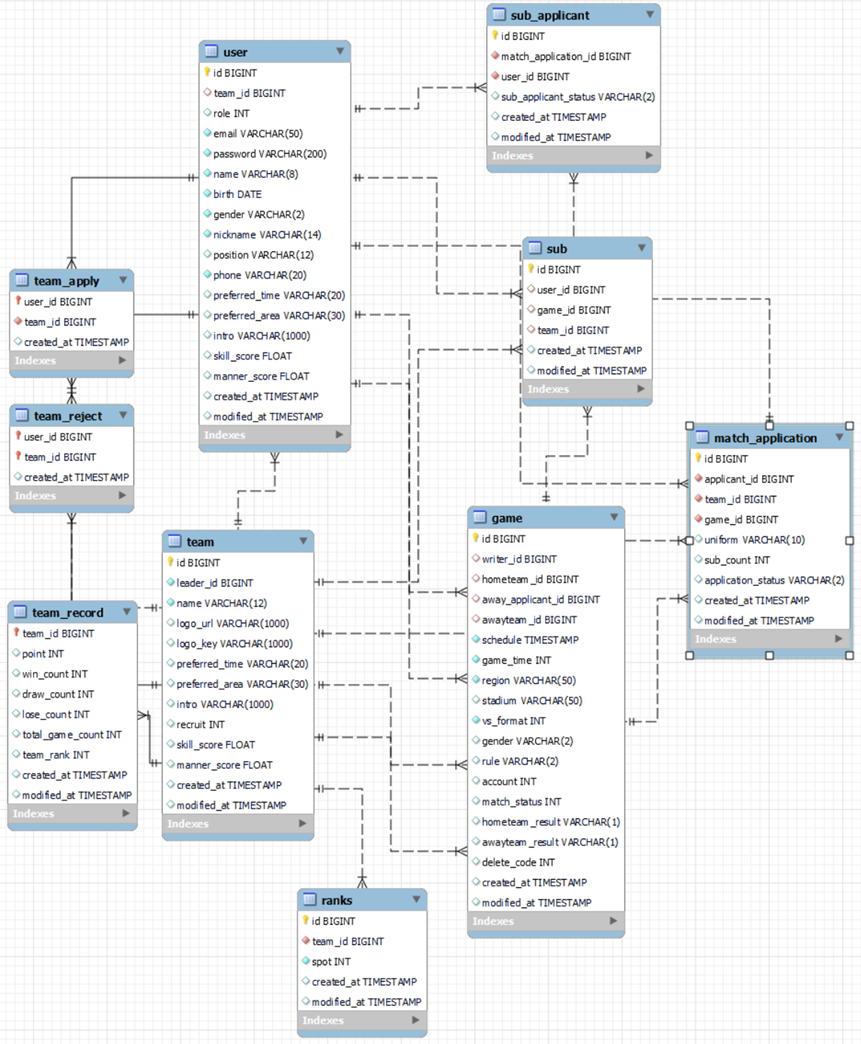 sub_applicant
id BIGINT
match_application_id BIGINT
user_id BIGINT
sub_applicant_status VARCHAR(2)
created_at TIMESTAMP
modified_at TIMESTAMP
Indexes
user
id BIGINT
team_id BIGINT
role INT
email VARCHAR(50)
password VARCHAR(200)
name VARCHAR(8)
birth DATE
gender VARCHAR(2)
nickname VARCHAR(14)
position VARCHAR(12)
phone VARCHAR(20)
preferred_time VARCHAR(20)
preferred_area VARCHAR(30)
intro VARCHAR(1000)
skill_score FLOAT
manner_score FLOAT
created_at TIMESTAMP
modified_at TIMESTAMP
Indexes
sub
id BIGINT
user_id BIGINT
game_id BIGINT
team_id BIGINT
created_at TIMESTAMP
modified_at TIMESTAMP
Indexes
team_apply
user_id BIGINT
team_id BIGINT
created_at TIMESTAMP
Indexes
team_reject
user_id BIGINT
team_id BIGINT
created_at TIMESTAMP
Indexes
match_application
id BIGINT
applicant_id BIGINT
team_id BIGINT
game_id BIGINT
uniform VARCHAR(10)
sub_count INT
application_status VARCHAR(2)
created_at TIMESTAMP
modified_at TIMESTAMP
Indexes
game
id BIGINT
writer_id BIGINT
hometeam_id BIGINT
away_applicant_id BIGINT
awayteam_id BIGINT
schedule TIMESTAMP
game_time INT
region VARCHAR(50)
stadium VARCHAR(50)
vs_format INT
gender VARCHAR(2)
rule VARCHAR(2)
account INT
match_status INT
hometeam_result VARCHAR(1)
awayteam_result VARCHAR(1)
delete_code INT
created_at TIMESTAMP
modified_at TIMESTAMP
Indexes
team
id BIGINT
leader_id BIGINT
name VARCHAR(12)
logo_url VARCHAR(1000)
logo_key VARCHAR(1000)
preferred_time VARCHAR(20)
preferred_area VARCHAR(30)
intro VARCHAR(1000)
recruit INT
skill_score FLOAT
manner_score FLOAT
created_at TIMESTAMP
modified_at TIMESTAMP
Indexes
team_record
team_id BIGINT
point INT
win_count INT
draw_count INT
lose_count INT
total_game_count INT
team_rank INT
created_at TIMESTAMP
modified_at TIMESTAMP
Indexes
ranks
id BIGINT
team_id BIGINT
spot INT
created_at TIMESTAMP
modified_at TIMESTAMP
Indexes